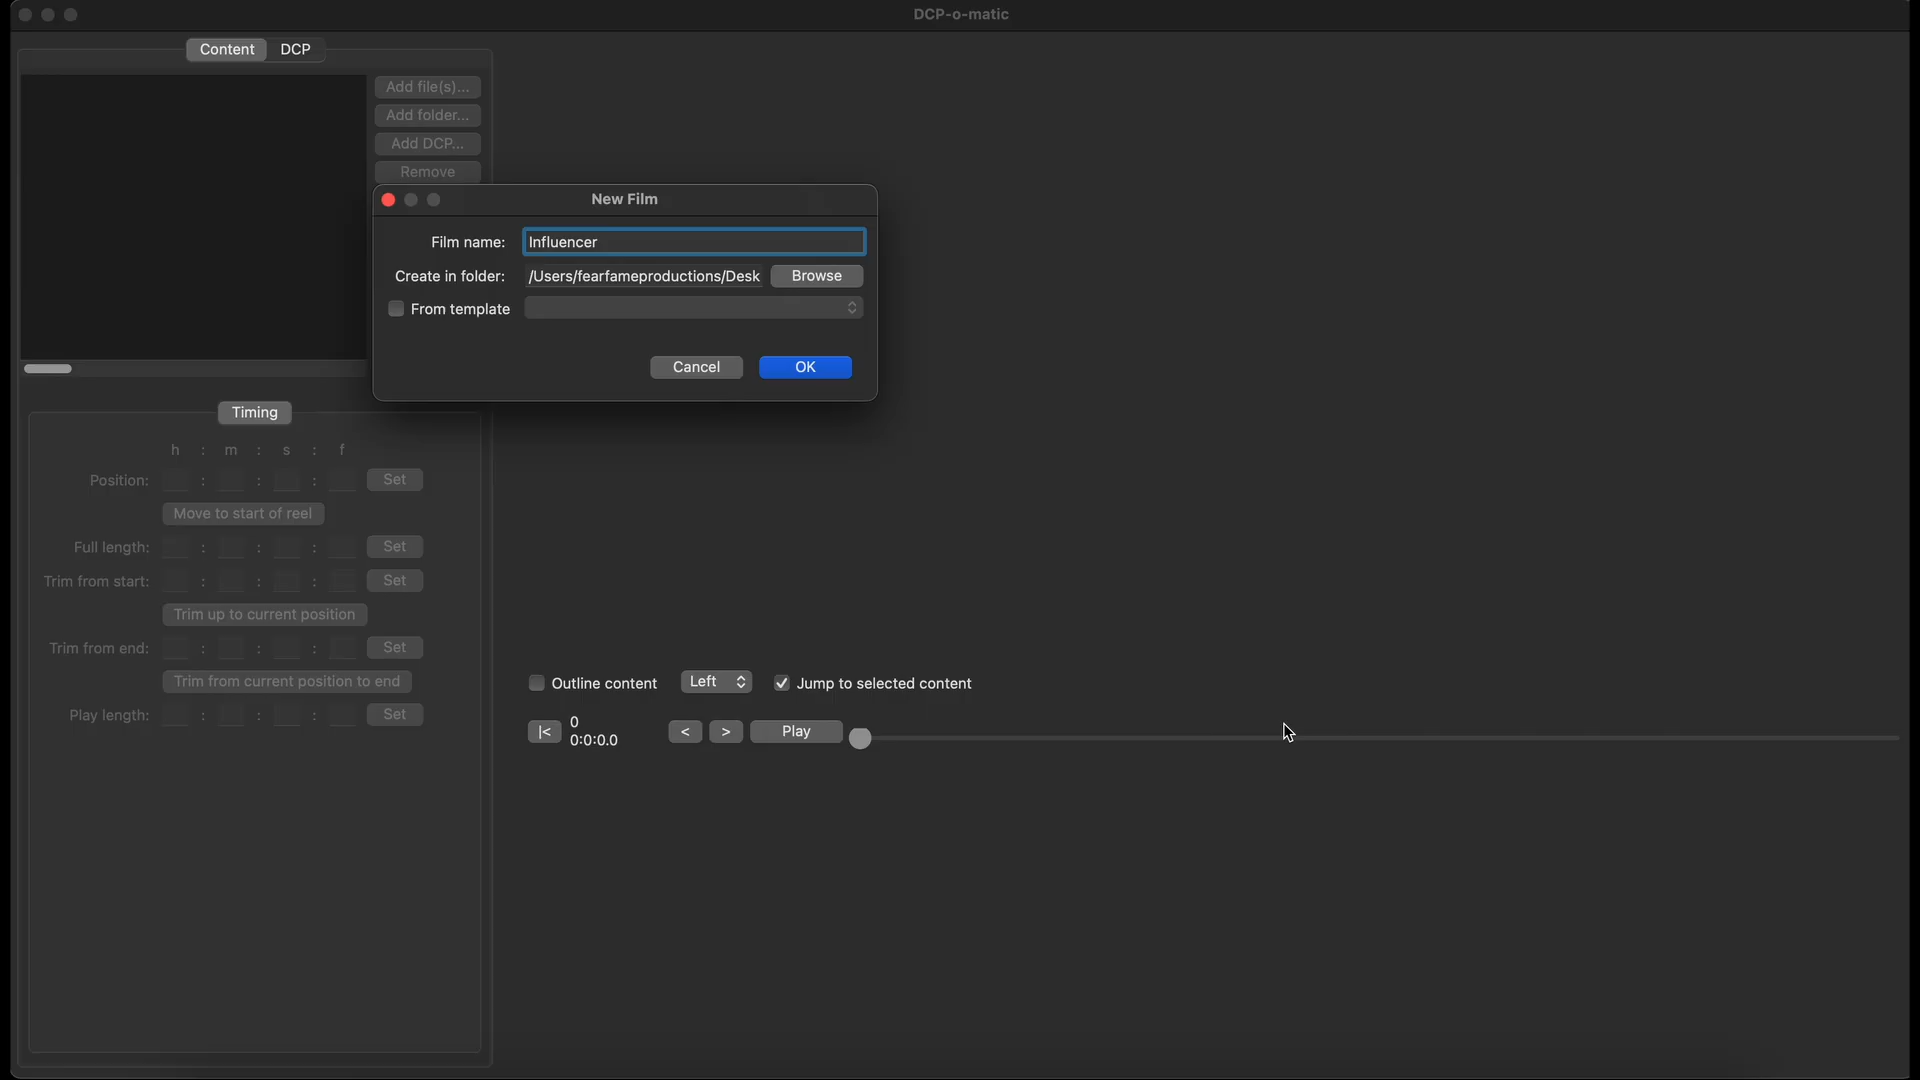 DCP-o-matic
Content DCP
Add file(s)...
Add folder...
Add DCP...
Remove
New Film
Film name: Influencer
Create in folder: /Users/fearfameproductions/Desk Browse
From template
Cancel OK
Timing
h : m : s : f
Position: : : : Set
Move to start of reel
Full length: : : : Set
Trim from start: : : : Set
Trim up to current position
Trim from end: : : : Set
Trim from current position to end
Play length: : : : Set
Outline content Left Jump to selected content
|< 0 < > Play
0:0:0.0